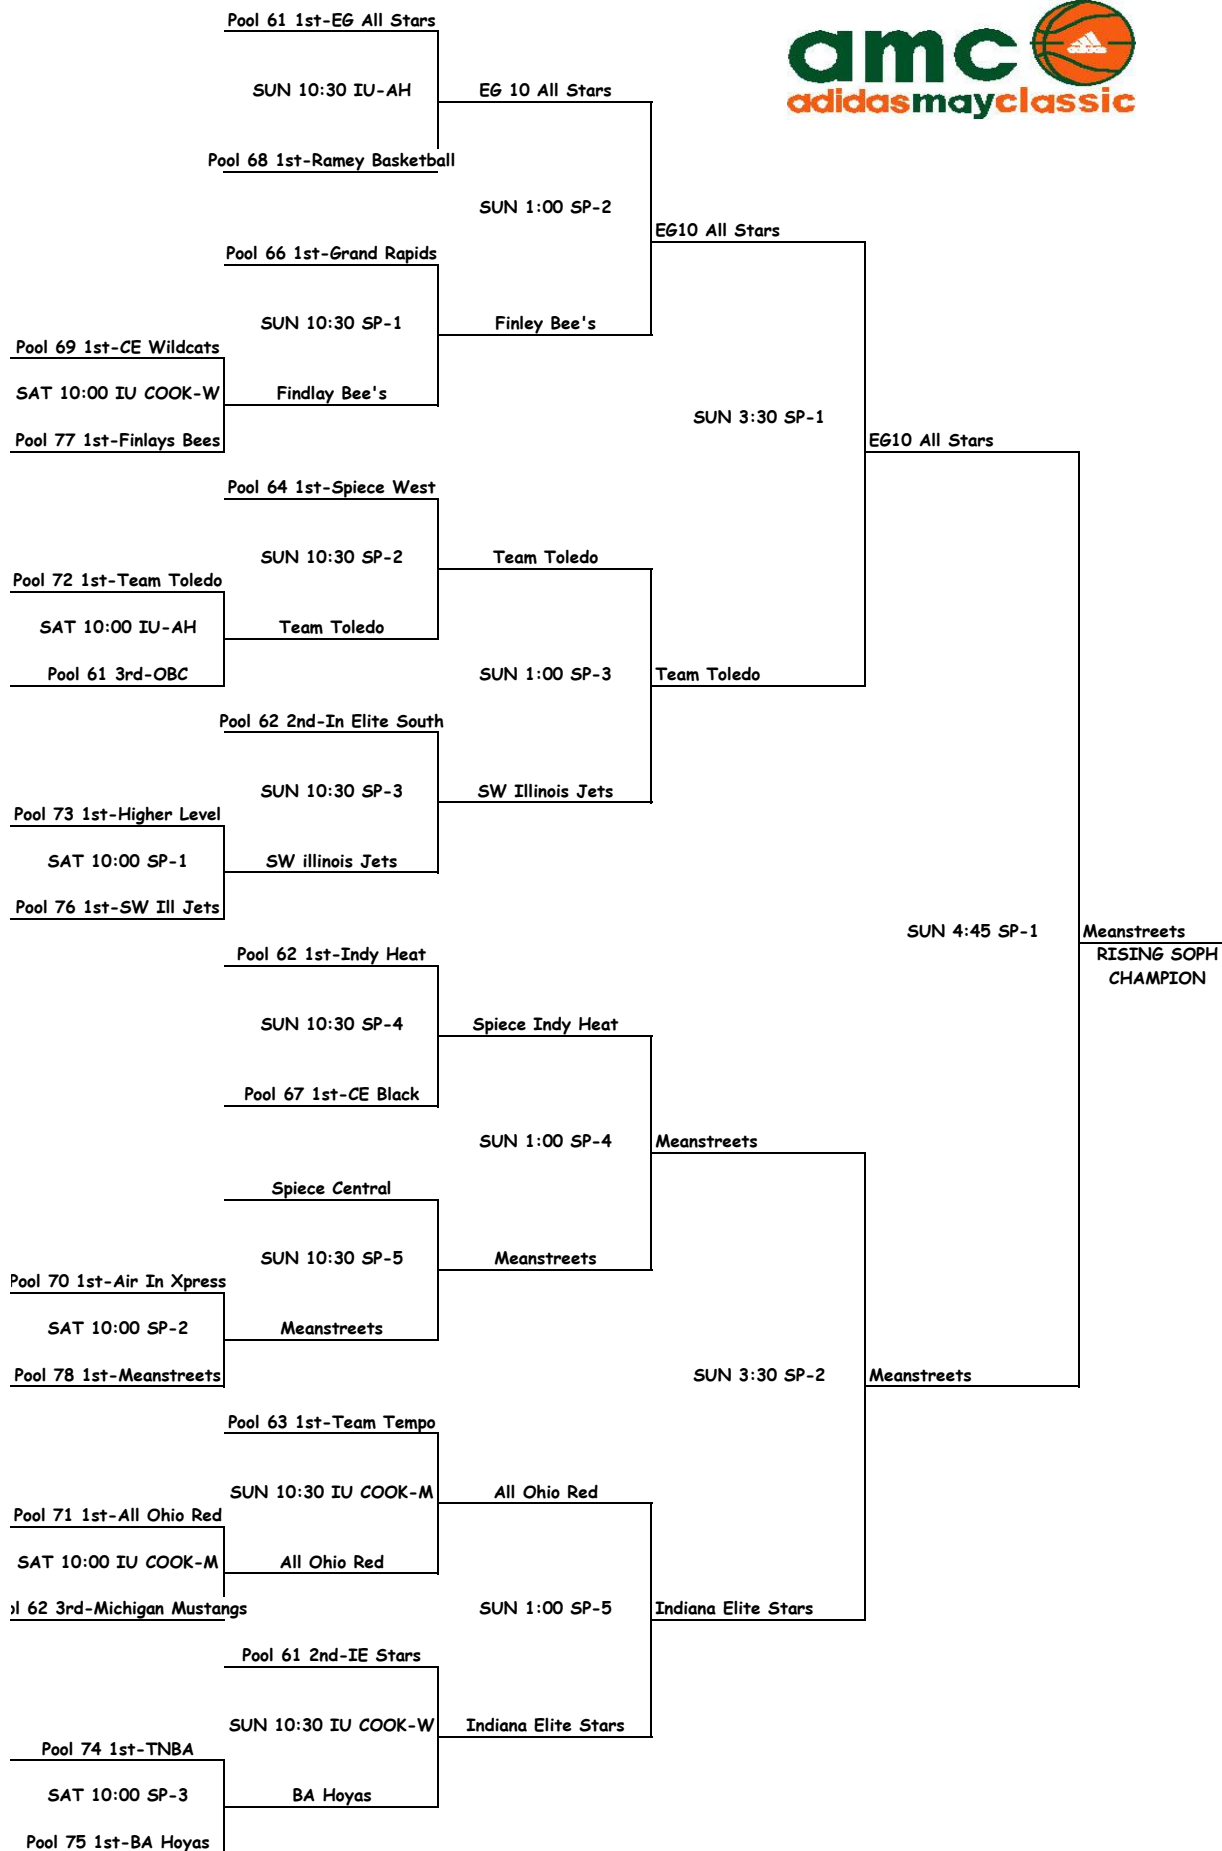 Pool 61 1st-EG All Stars
amc
adidas
adidasmayclassic
SUN 10:30 IU-AH
EG 10 All Stars
Pool 68 1st-Ramey Basketball
SUN 1:00 SP-2
EG10 All Stars
Pool 66 1st-Grand Rapids
SUN 10:30 SP-1
Finley Bee's
Pool 69 1st-CE Wildcats
SAT 10:00 IU COOK-W
Findlay Bee's
SUN 3:30 SP-1
Pool 77 1st-Finlays Bees
EG10 All Stars
Pool 64 1st-Spiece West
SUN 10:30 SP-2
Team Toledo
Pool 72 1st-Team Toledo
SAT 10:00 IU-AH
Team Toledo
Pool 61 3rd-OBC
SUN 1:00 SP-3
Team Toledo
Pool 62 2nd-In Elite South
SUN 10:30 SP-3
SW Illinois Jets
Pool 73 1st-Higher Level
SAT 10:00 SP-1
SW illinois Jets
Pool 76 1st-SW Ill Jets
SUN 4:45 SP-1
Meanstreets
RISING SOPH
CHAMPION
Pool 62 1st-Indy Heat
SUN 10:30 SP-4
Spiece Indy Heat
Pool 67 1st-CE Black
SUN 1:00 SP-4
Meanstreets
Spiece Central
SUN 10:30 SP-5
Meanstreets
Pool 70 1st-Air In Xpress
SAT 10:00 SP-2
Meanstreets
Pool 78 1st-Meanstreets
SUN 3:30 SP-2
Meanstreets
Pool 63 1st-Team Tempo
SUN 10:30 IU COOK-M
All Ohio Red
Pool 71 1st-All Ohio Red
SAT 10:00 IU COOK-M
All Ohio Red
ol 62 3rd-Michigan Mustangs
SUN 1:00 SP-5
Indiana Elite Stars
Pool 61 2nd-IE Stars
SUN 10:30 IU COOK-W
Indiana Elite Stars
Pool 74 1st-TNBA
SAT 10:00 SP-3
BA Hoyas
Pool 75 1st-BA Hoyas